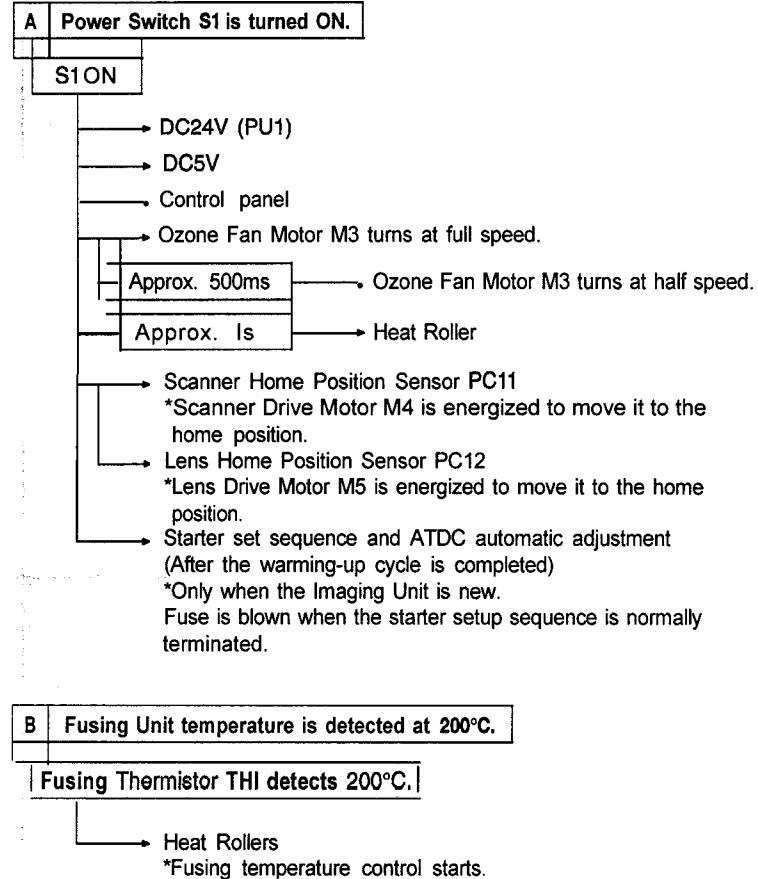 A Power Switch S1 is turned ON.
S1ON
DC24V (PU1)
DC5V
Control panel
Ozone Fan Motor M3 turns at full speed.
Approx. 500ms Ozone Fan Motor M3 turns at half speed.
Approx. Is Heat Roller
Scanner Home Position Sensor PC11
*Scanner Drive Motor M4 is energized to move it to the
home position.
Lens Home Position Sensor PC12
*Lens Drive Motor M5 is energized to move it to the home
position.
Starter set sequence and ATDC automatic adjustment
(After the warming-up cycle is completed)
*Only when the Imaging Unit is new.
Fuse is blown when the starter setup sequence is normally
terminated.
B Fusing Unit temperature is detected at 200°C.
Fusing Thermistor THI detects 200°C.
Heat Rollers
*Fusing temperature control starts.